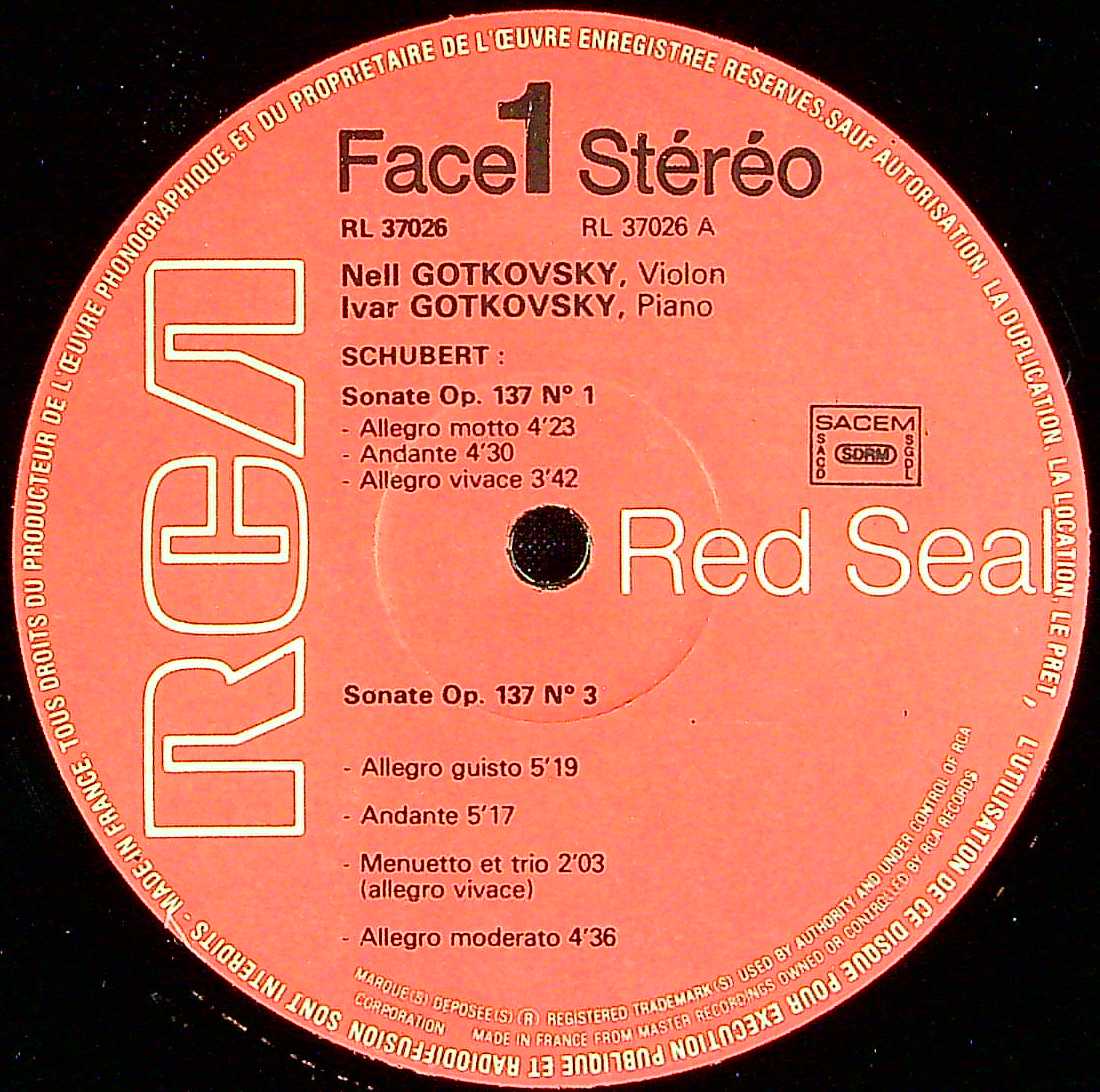 Face 1 Stéréo
RL 37026 RL 37026 A
Nell GOTKOVSKY, Violon
Ivar GOTKOVSKY, Piano
SCHUBERT :
Sonate Op. 137 Nº 1
- Allegro motto 4'23
- Andante 4'30
- Allegro vivace 3'42
SACEM
SACD
SDRM
SGDL
RCA
Red Seal
Sonate Op. 137 Nº 3
- Allegro guisto 5'19
- Andante 5'17
- Menuetto et trio 2'03
(allegro vivace)
- Allegro moderato 4'36
MARQUE(S) DEPOSEE(S) (R) REGISTERED TRADEMARK(S) USED BY AUTHORITY AND UNDER CONTROL OF RCA
CORPORATION MADE IN FRANCE FROM MASTER RECORDINGS OWNED OR CONTROLLED BY RCA RECORDS
TOUS DROITS DU PRODUCTEUR DE L'ŒUVRE PHONOGRAPHIQUE, ET DU PROPRIETAIRE DE L'ŒUVRE ENREGISTREE RESERVES. SAUF AUTORISATION, LA DUPLICATION, LA LOCATION, LE PRET, L'UTILISATION DE CE DISQUE POUR EXECUTION PUBLIQUE ET RADIODIFFUSION SONT INTERDITS - MADE IN FRANCE.